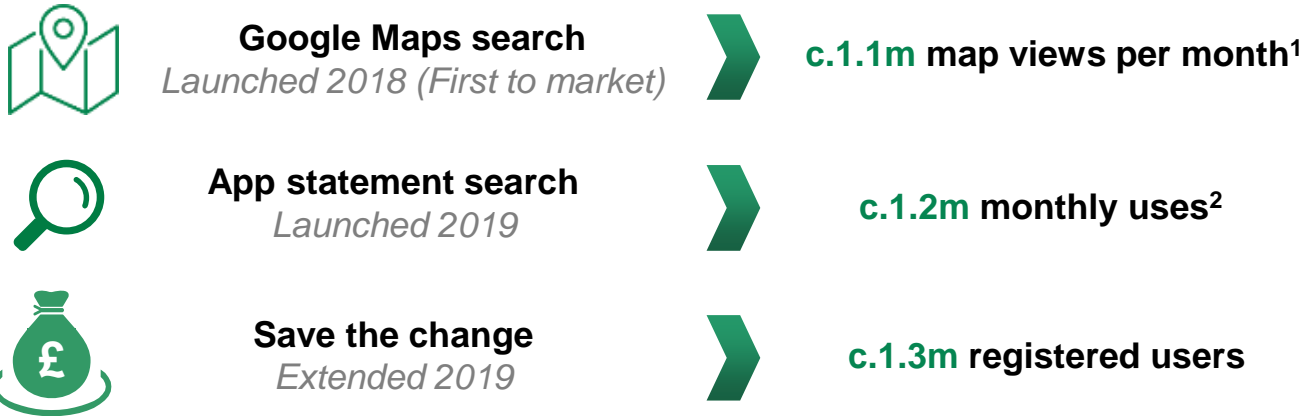 Google Maps search
Launched 2018 (First to market)
c.1.1m map views per month¹
App statement search
Launched 2019
c.1.2m monthly uses²
£
Save the change
Extended 2019
c.1.3m registered users